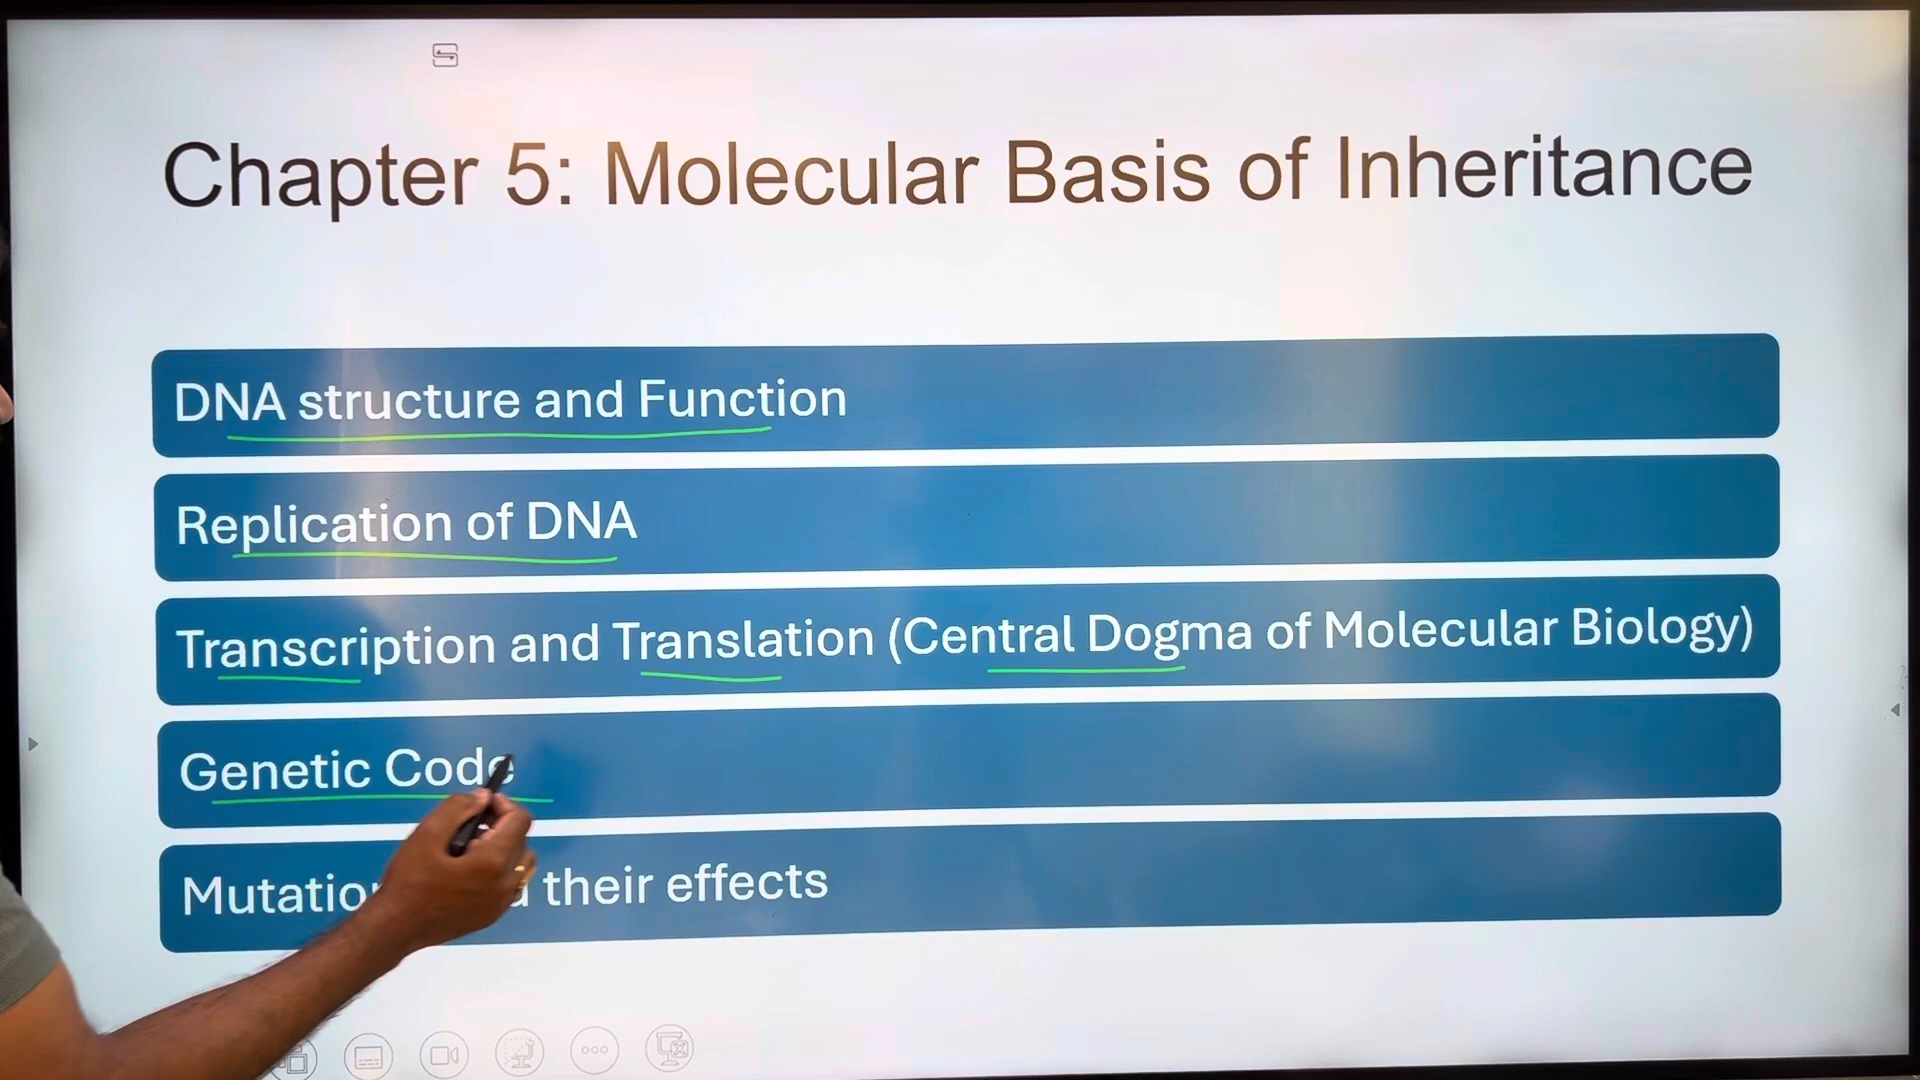 Chapter 5: Molecular Basis of Inheritance
DNA structure and Function
Replication of DNA
Transcription and Translation (Central Dogma of Molecular Biology)
Genetic Code
their effects